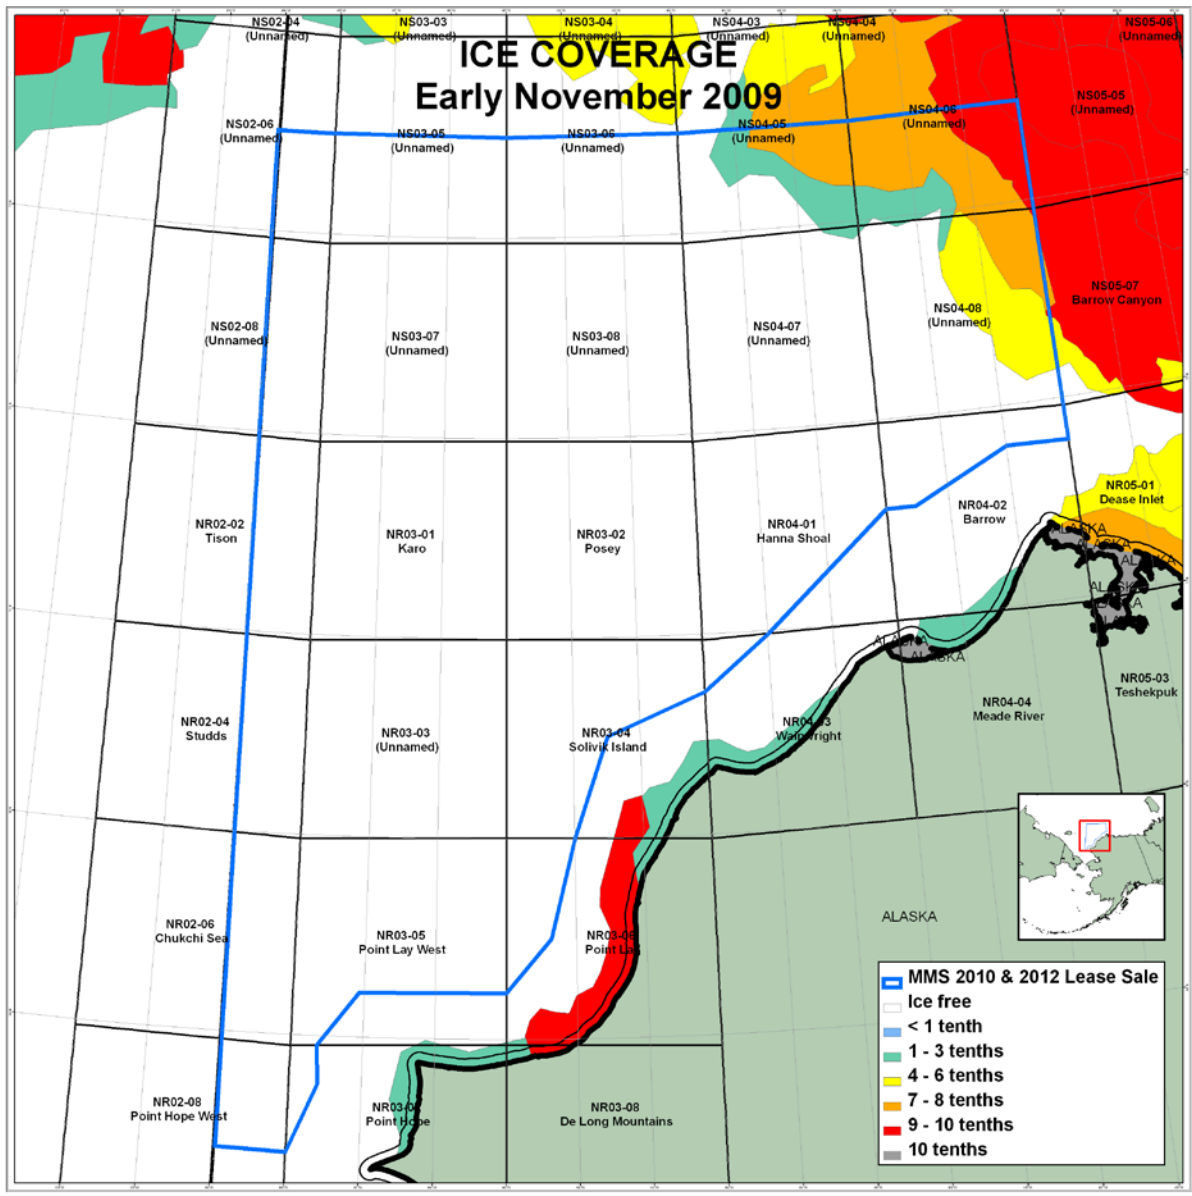 NS02-04
(Unnamed)
NS03-03
(Unnamed)
NS03-04
(Unnamed)
NS04-03
(Unnamed)
NS04-04
(Unnamed)
NS05-06
(Unnamed)
ICE COVERAGE
Early November 2009
NS02-06
(Unnamed)
NS03-05
(Unnamed)
NS03-06
(Unnamed)
NS04-05
(Unnamed)
NS04-06
(Unnamed)
NS05-05
(Unnamed)
NS02-08
(Unnamed)
NS03-07
(Unnamed)
NS03-08
(Unnamed)
NS04-07
(Unnamed)
NS04-08
(Unnamed)
NS05-07
Barrow Canyon
NR02-02
Tison
NR03-01
Karo
NR03-02
Posey
NR04-01
Hanna Shoal
NR04-02
Barrow
NR05-01
Dease Inlet
ALASKA
ALASKA
ALASKA
ALASKA
ALASKA
ALASKA
ALASKA
NR02-04
Studds
NR03-03
(Unnamed)
NR03-04
Solivik Island
NR04-03
Wainwright
NR04-04
Meade River
NR05-03
Teshekpuk
NR02-06
Chukchi Sea
NR03-05
Point Lay West
NR03-06
Point Lay
ALASKA
NR02-08
Point Hope West
NR03-07
Point Hope
NR03-08
De Long Mountains
MMS 2010 & 2012 Lease Sale
Ice free
< 1 tenth
1 - 3 tenths
4 - 6 tenths
7 - 8 tenths
9 - 10 tenths
10 tenths